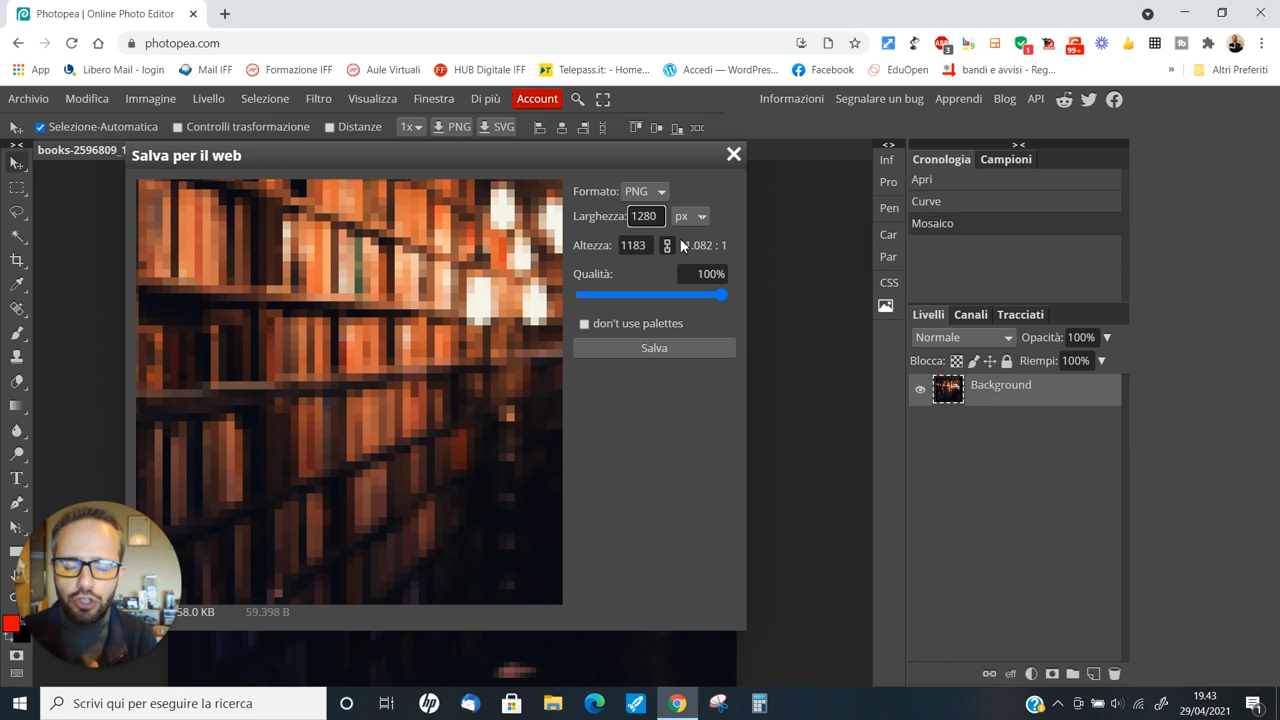 Photopea | Online Photo Editor
photopea.com
3
9
1
99+
App
Libero Mail - login
Mail IFF
Formazione IFF
Aule Virtuali
HUB Digitale IFF
Telepass.it: - Home...
Accedi — WordPress...
Facebook
EduOpen
bandi e avvisi - Reg...
»
Altri Preferiti
Archivio
Modifica
Immagine
Livello
Selezione
Filtro
Visualizza
Finestra
Di più
Account
Informazioni
Segnalare un bug
Apprendi
Blog
API
Selezione-Automatica
Controlli trasformazione
Distanze
1x
PNG
SVG
> <
books-2596809_1
Salva per il web
Formato: PNG
Larghezza: 1280 px
Altezza: 1183
.082 : 1
Qualità: 100%
don't use palettes
Salva
58.0 KB
59.398 B
< >
> <
Inf
Pro
Pen
Car
Par
CSS
Cronologia
Campioni
Apri
Curve
Mosaico
Livelli
Canali
Tracciati
Normale
Opacità: 100%
Blocca:
Riempi: 100%
Background
eff
Scrivi qui per eseguire la ricerca
19.43
29/04/2021
1